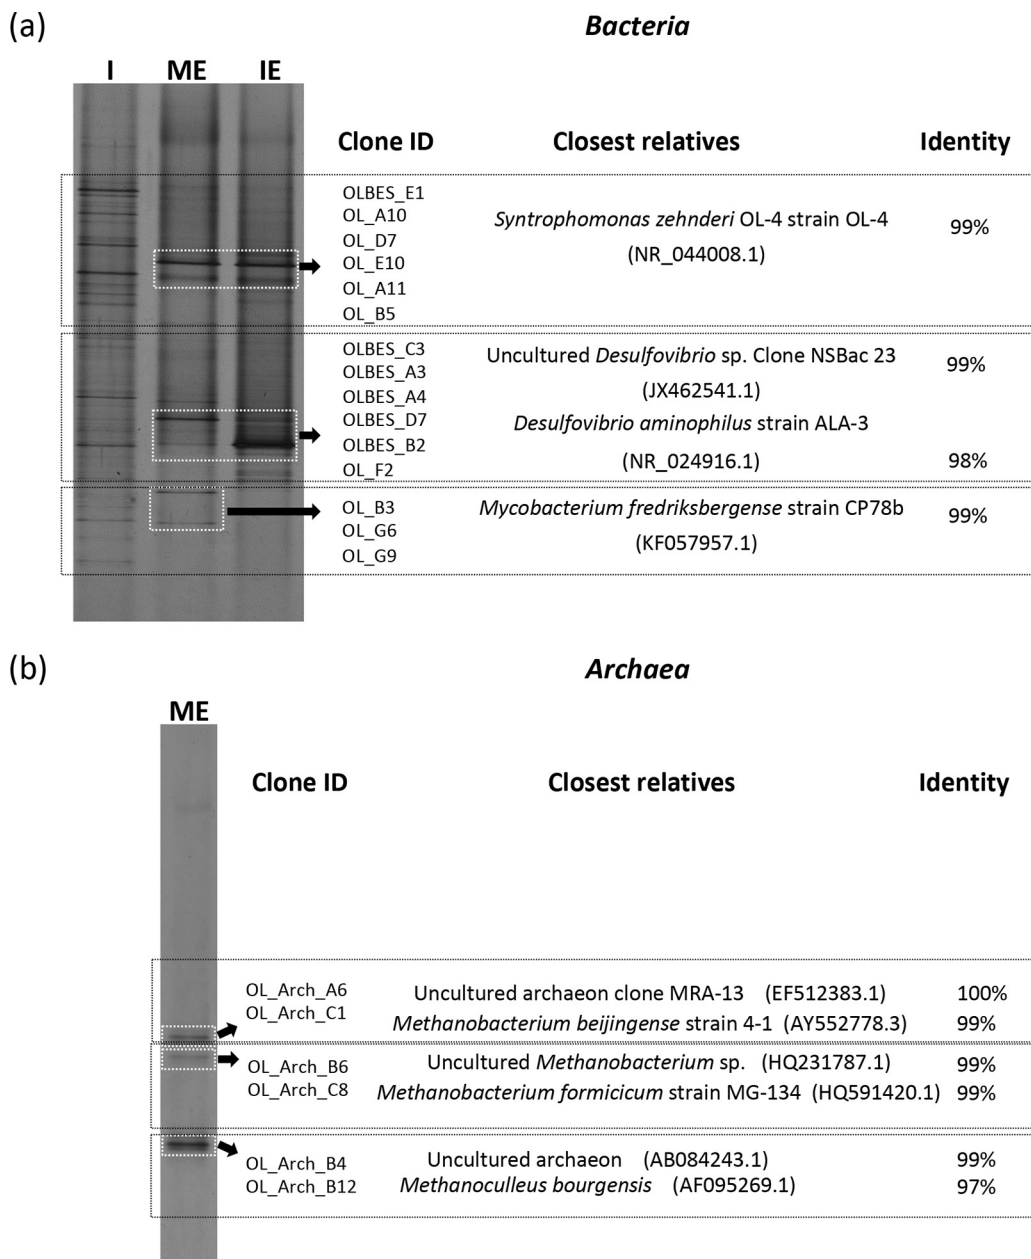 (a)
Bacteria
I ME IE
Clone ID Closest relatives Identity
OLBES_E1
OL_A10
OL_D7
OL_E10
OL_A11
OL_B5
Syntrophomonas zehnderi OL-4 strain OL-4
(NR_044008.1)
99%
OLBES_C3
OLBES_A3
OLBES_A4
OLBES_D7
OLBES_B2
OL_F2
Uncultured Desulfovibrio sp. Clone NSBac 23
(JX462541.1)
99%
Desulfovibrio aminophilus strain ALA-3
(NR_024916.1)
98%
OL_B3
OL_G6
OL_G9
Mycobacterium fredriksbergense strain CP78b
(KF057957.1)
99%
(b)
Archaea
ME
Clone ID Closest relatives Identity
OL_Arch_A6
OL_Arch_C1
Uncultured archaeon clone MRA-13 (EF512383.1) 100%
Methanobacterium beijingense strain 4-1 (AY552778.3) 99%
OL_Arch_B6
OL_Arch_C8
Uncultured Methanobacterium sp. (HQ231787.1) 99%
Methanobacterium formicicum strain MG-134 (HQ591420.1) 99%
OL_Arch_B4
OL_Arch_B12
Uncultured archaeon (AB084243.1) 99%
Methanoculleus bourgensis (AF095269.1) 97%